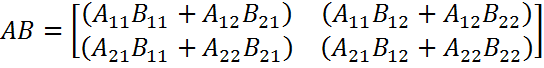 AB = [(A₁₁B₁₁ + A₁₂B₂₁) (A₁₁B₁₂ + A₁₂B₂₂)
(A₂₁B₁₁ + A₂₂B₂₁) (A₂₁B₁₂ + A₂₂B₂₂)]